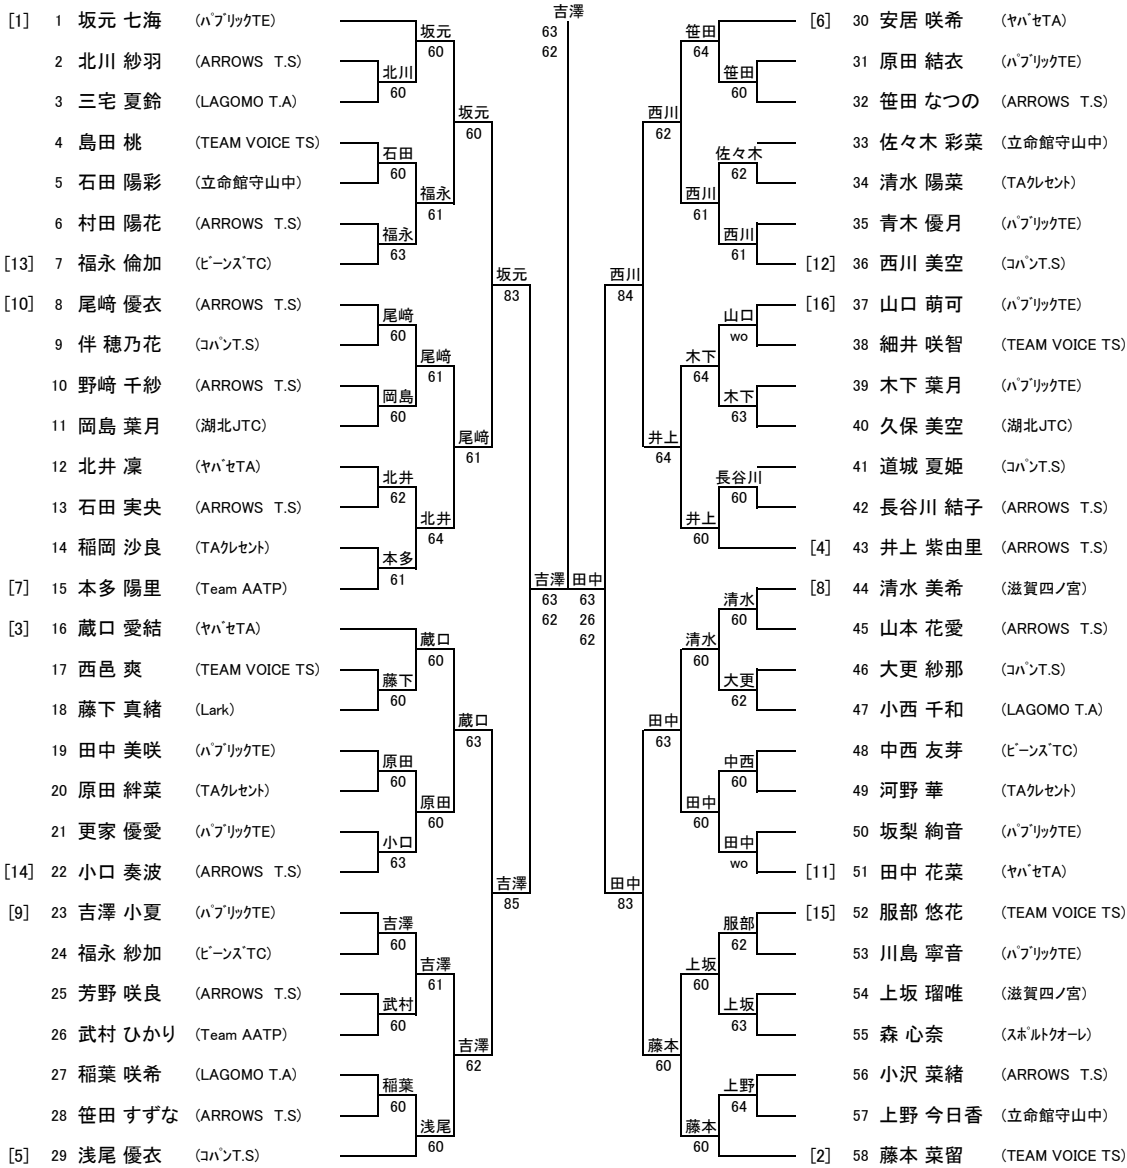 吉澤
63
62
[1] 1 坂元 七海 (ﾊﾟﾌﾞﾘｯｸTE)
2 北川 紗羽 (ARROWS T.S)
3 三宅 夏鈴 (LAGOMO T.A)
4 島田 桃 (TEAM VOICE TS)
5 石田 陽彩 (立命館守山中)
6 村田 陽花 (ARROWS T.S)
[13] 7 福永 倫加 (ﾋﾞｰﾝｽﾞTC)
[10] 8 尾﨑 優衣 (ARROWS T.S)
9 伴 穂乃花 (ｺﾊﾟﾝT.S)
10 野﨑 千紗 (ARROWS T.S)
11 岡島 葉月 (湖北JTC)
12 北井 凜 (ﾔﾊﾞｾTA)
13 石田 実央 (ARROWS T.S)
14 稲岡 沙良 (TAｸﾚｾﾝﾄ)
[7] 15 本多 陽里 (Team AATP)
[3] 16 蔵口 愛結 (ﾔﾊﾞｾTA)
17 西邑 爽 (TEAM VOICE TS)
18 藤下 真緒 (Lark)
19 田中 美咲 (ﾊﾟﾌﾞﾘｯｸTE)
20 原田 絆菜 (TAｸﾚｾﾝﾄ)
21 更家 優愛 (ﾊﾟﾌﾞﾘｯｸTE)
[14] 22 小口 奏波 (ARROWS T.S)
[9] 23 吉澤 小夏 (ﾊﾟﾌﾞﾘｯｸTE)
24 福永 紗加 (ﾋﾞｰﾝｽﾞTC)
25 芳野 咲良 (ARROWS T.S)
26 武村 ひかり (Team AATP)
27 稲葉 咲希 (LAGOMO T.A)
28 笹田 すずな (ARROWS T.S)
[5] 29 浅尾 優衣 (ｺﾊﾟﾝT.S)
北川
60
石田
60
福永
63
尾﨑
60
岡島
60
北井
62
本多
61
藤下
60
原田
60
小口
63
吉澤
60
武村
60
稲葉
60
坂元
60
福永
61
尾﨑
61
北井
64
蔵口
60
原田
60
吉澤
61
浅尾
60
坂元
60
尾﨑
61
蔵口
63
吉澤
62
坂元
83
吉澤
85
吉澤
63
62
田中
63
26
62
西川
84
田中
83
西川
62
井上
64
田中
63
藤本
60
笹田
64
西川
61
木下
64
井上
60
清水
60
田中
60
上坂
60
藤本
60
笹田
60
佐々木
62
西川
61
山口
wo
木下
63
長谷川
60
清水
60
大更
62
中西
60
田中
wo
服部
62
上坂
63
上野
64
[6] 30 安居 咲希 (ﾔﾊﾞｾTA)
31 原田 結衣 (ﾊﾟﾌﾞﾘｯｸTE)
32 笹田 なつの (ARROWS T.S)
33 佐々木 彩菜 (立命館守山中)
34 清水 陽菜 (TAｸﾚｾﾝﾄ)
35 青木 優月 (ﾊﾟﾌﾞﾘｯｸTE)
[12] 36 西川 美空 (ｺﾊﾟﾝT.S)
[16] 37 山口 萌可 (ﾊﾟﾌﾞﾘｯｸTE)
38 細井 咲智 (TEAM VOICE TS)
39 木下 葉月 (ﾊﾟﾌﾞﾘｯｸTE)
40 久保 美空 (湖北JTC)
41 道城 夏姫 (ｺﾊﾟﾝT.S)
42 長谷川 結子 (ARROWS T.S)
[4] 43 井上 紫由里 (ARROWS T.S)
[8] 44 清水 美希 (滋賀四ノ宮)
45 山本 花愛 (ARROWS T.S)
46 大更 紗那 (ｺﾊﾟﾝT.S)
47 小西 千和 (LAGOMO T.A)
48 中西 友芽 (ﾋﾞｰﾝｽﾞTC)
49 河野 華 (TAｸﾚｾﾝﾄ)
50 坂梨 絢音 (ﾊﾟﾌﾞﾘｯｸTE)
[11] 51 田中 花菜 (ﾔﾊﾞｾTA)
[15] 52 服部 悠花 (TEAM VOICE TS)
53 川島 寧音 (ﾊﾟﾌﾞﾘｯｸTE)
54 上坂 瑠唯 (滋賀四ノ宮)
55 森 心奈 (ｽﾎﾟﾙﾄｸｵｰﾚ)
56 小沢 菜緒 (ARROWS T.S)
57 上野 今日香 (立命館守山中)
[2] 58 藤本 菜留 (TEAM VOICE TS)